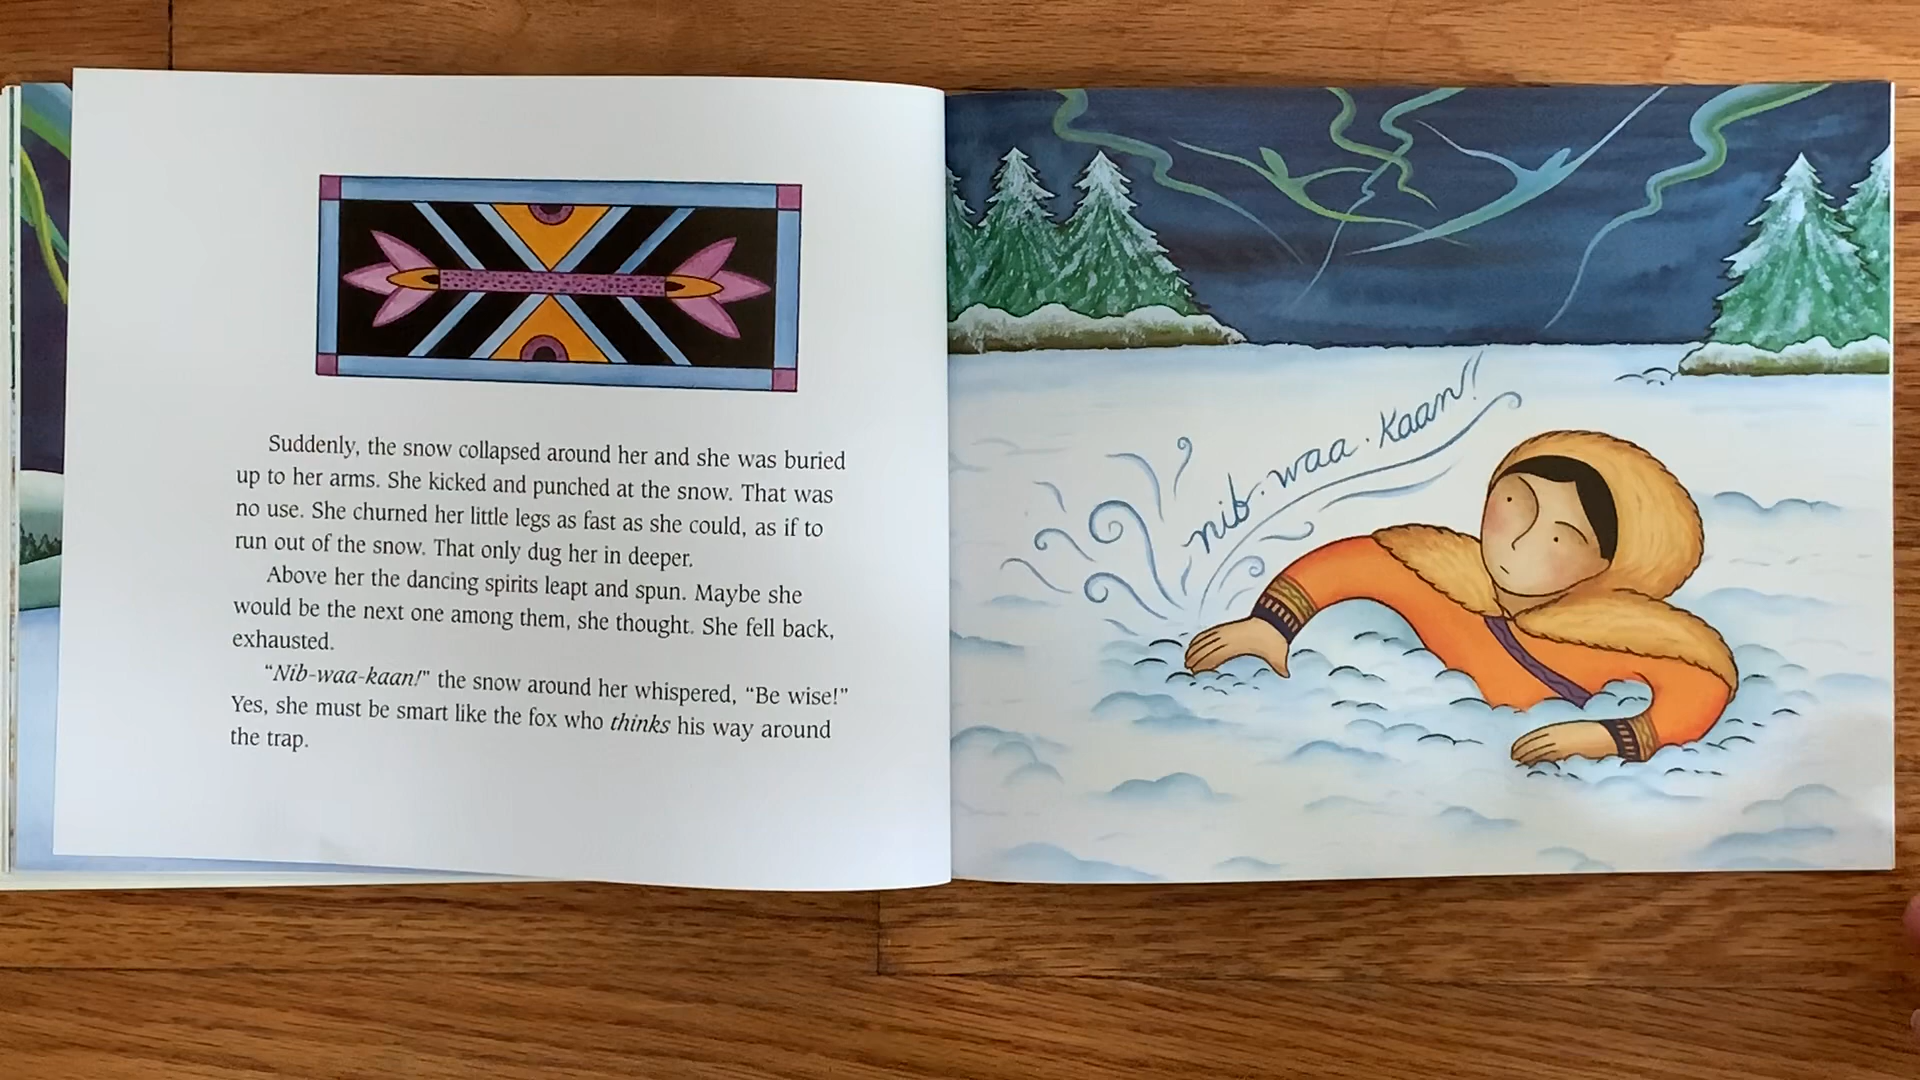 Suddenly, the snow collapsed around her and she was buried
up to her arms. She kicked and punched at the snow. That was
no use. She churned her little legs as fast as she could, as if to
run out of the snow. That only dug her in deeper.
Above her the dancing spirits leapt and spun. Maybe she
would be the next one among them, she thought. She fell back,
exhausted.
“Nib-waa-kaan!” the snow around her whispered, “Be wise!”
Yes, she must be smart like the fox who thinks his way around
the trap.
nib·waa·kaan!